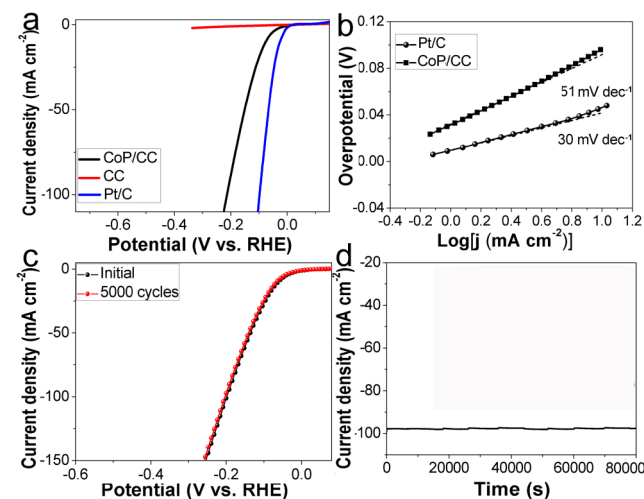 a
Current density (mA cm⁻²)
0
-50
-100
CoP/CC
CC
Pt/C
-0.6
-0.4
-0.2
0.0
Potential (V vs. RHE)
b
Overpotential (V)
0.12
0.08
0.04
0.00
-0.04
Pt/C
CoP/CC
51 mV dec⁻¹
30 mV dec⁻¹
-0.4 -0.2 0.0 0.2 0.4 0.6 0.8 1.0 1.2 1.4
Log[j (mA cm⁻²)]
c
Current density (mA cm⁻²)
0
-50
-100
-150
Initial
5000 cycles
-0.6
-0.4
-0.2
0.0
Potential (V vs. RHE)
d
Current density (mA cm⁻²)
-20
-40
-60
-80
-100
0 20000 40000 60000 80000
Time (s)